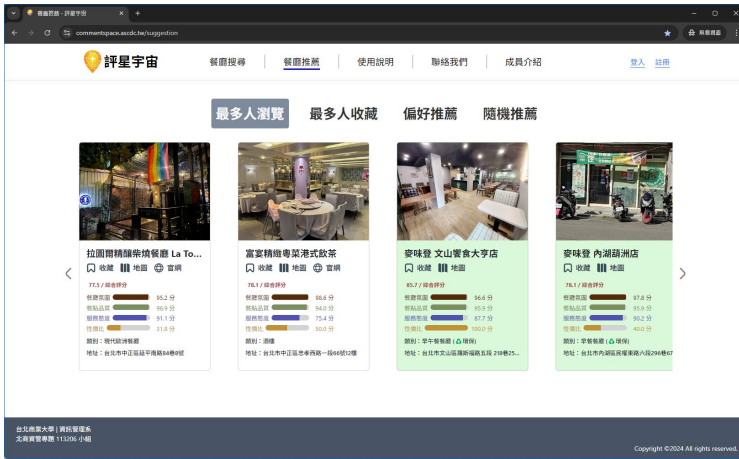 餐廳推薦 - 評星宇宙
commentspace.ascdc.tw/suggestion
無痕視窗
評星宇宙
餐廳搜尋
餐廳推薦
使用說明
聯絡我們
成員介紹
登入 註冊
最多人瀏覽 最多人收藏 偏好推薦 隨機推薦
拉圖爾精釀柴燒餐廳 La To...
收藏 地圖 官網
77.5 / 綜合評分
餐廳氛圍 95.2 分
餐點品質 96.9 分
服務態度 91.1 分
性價比 31.8 分
類別：現代歐洲餐廳
地址：台北市中正區延平南路84巷8號
富宴精緻粵菜港式飲茶
收藏 地圖 官網
78.1 / 綜合評分
餐廳氛圍 98.6 分
餐點品質 94.0 分
服務態度 75.4 分
性價比 50.0 分
類別：酒樓
地址：台北市中正區忠孝西路一段66號12樓
麥味登 文山饗食大亨店
收藏 地圖
85.7 / 綜合評分
餐廳氛圍 96.6 分
餐點品質 95.9 分
服務態度 87.7 分
性價比 100.0 分
類別：早午餐餐廳 (環保)
地址：台北市文山區羅斯福路五段 218巷25...
麥味登 內湖葫洲店
收藏 地圖
78.1 / 綜合評分
餐廳氛圍 97.8 分
餐點品質 95.9 分
服務態度 90.2 分
性價比 40.0 分
類別：早餐餐廳 (環保)
地址：台北市內湖區民權東路六段296巷67
台北商業大學 | 資訊管理系
北商資管專題 113206 小組
Copyright ©2024 All rights reserved.